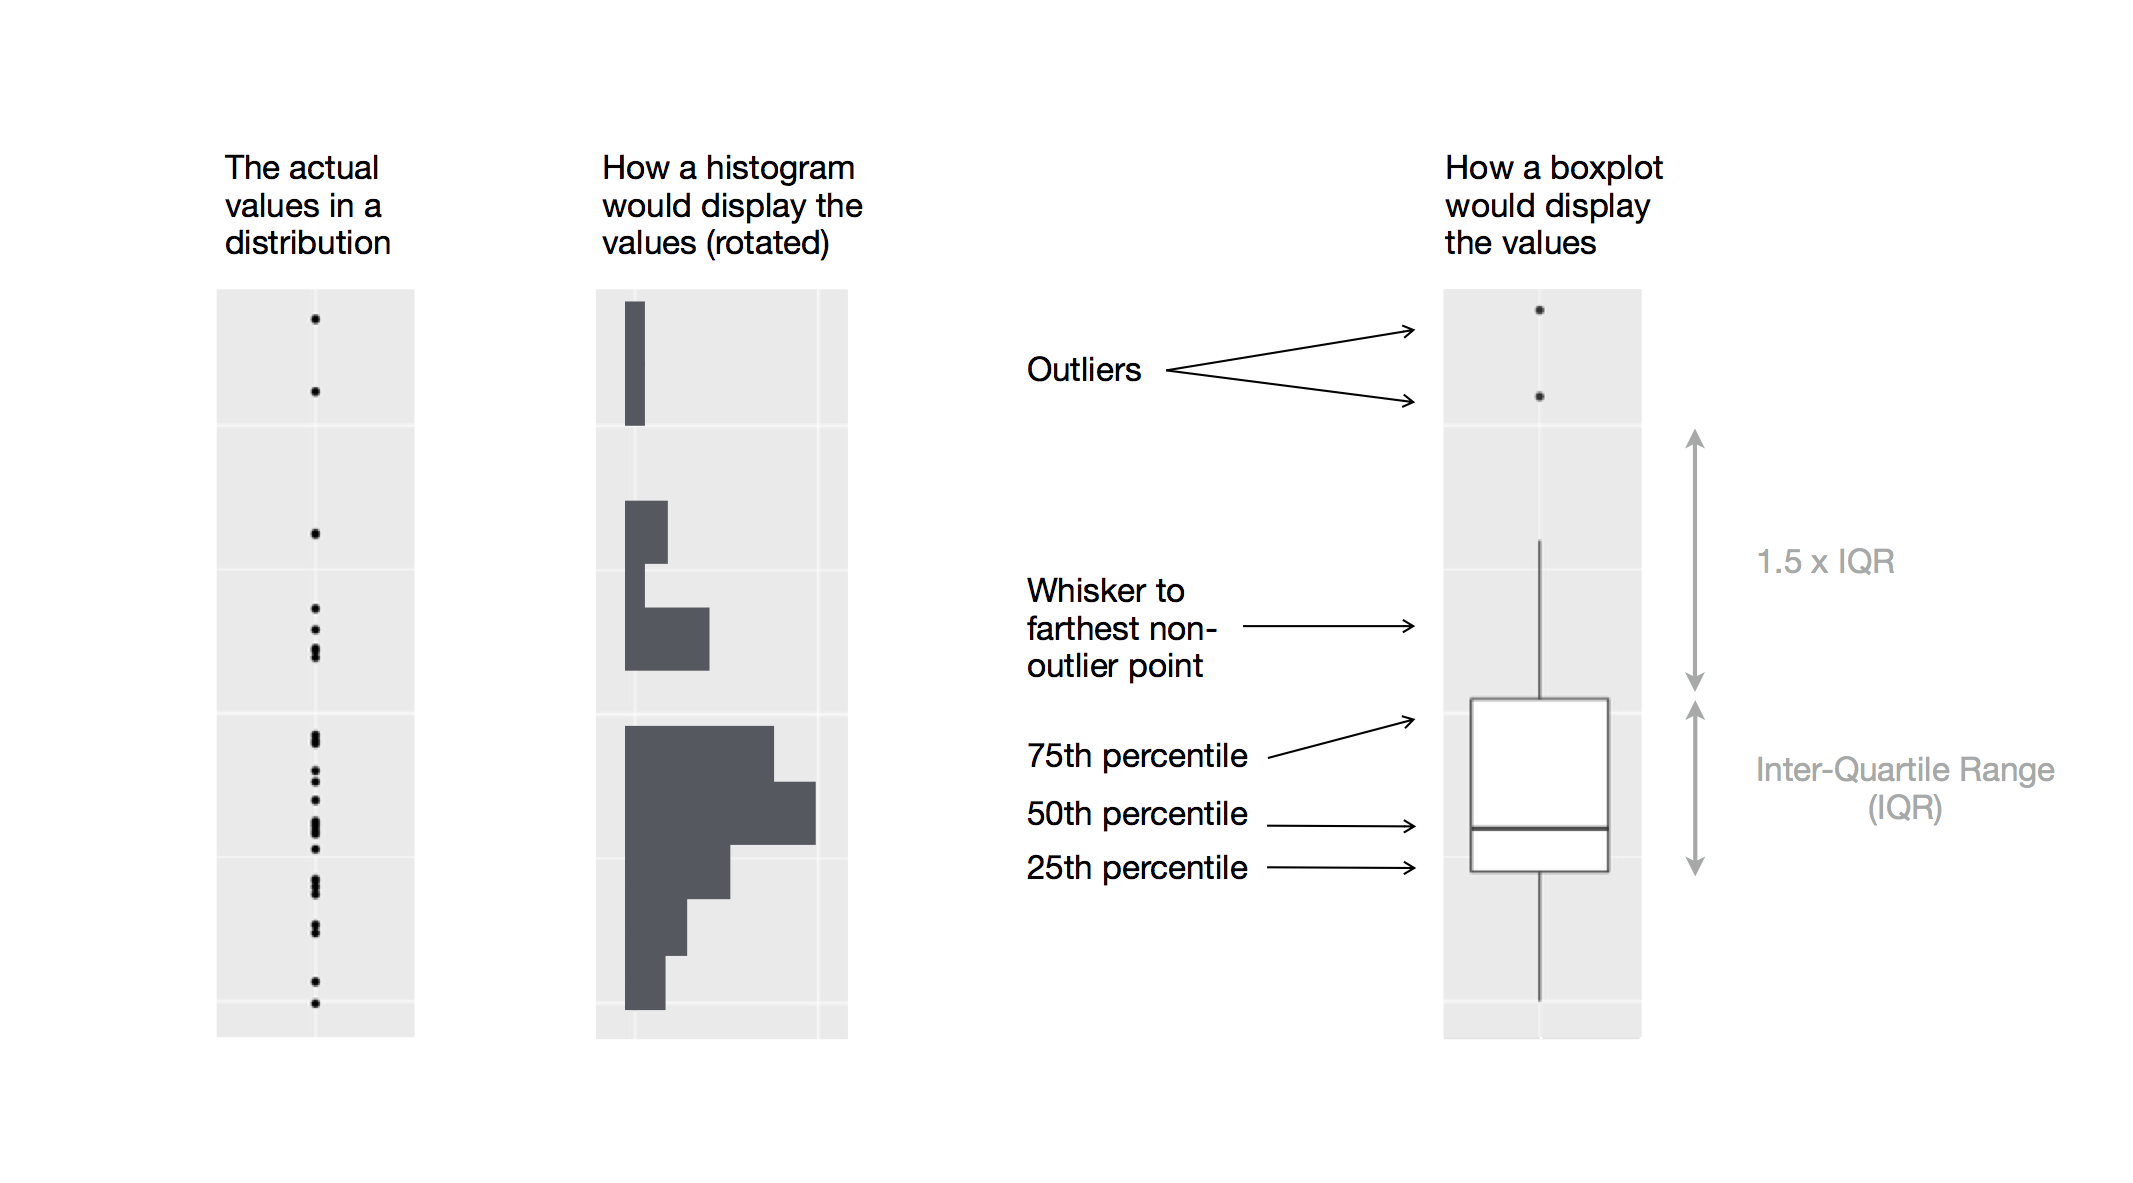 The actual
values in a
distribution
How a histogram
would display the
values (rotated)
How a boxplot
would display
the values
Outliers
1.5 x IQR
Whisker to
farthest non-
outlier point
75th percentile
Inter-Quartile Range
(IQR)
50th percentile
25th percentile